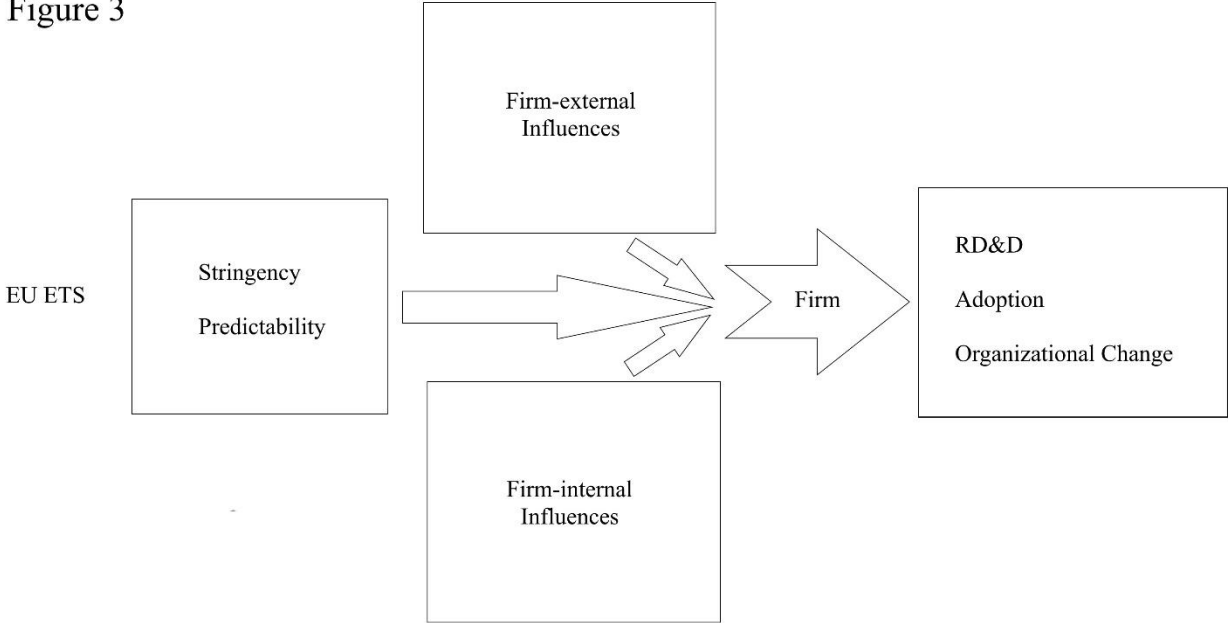 Figure 3
Firm-external
Influences
EU ETS
Stringency
Predictability
Firm
RD&D
Adoption
Organizational Change
Firm-internal
Influences